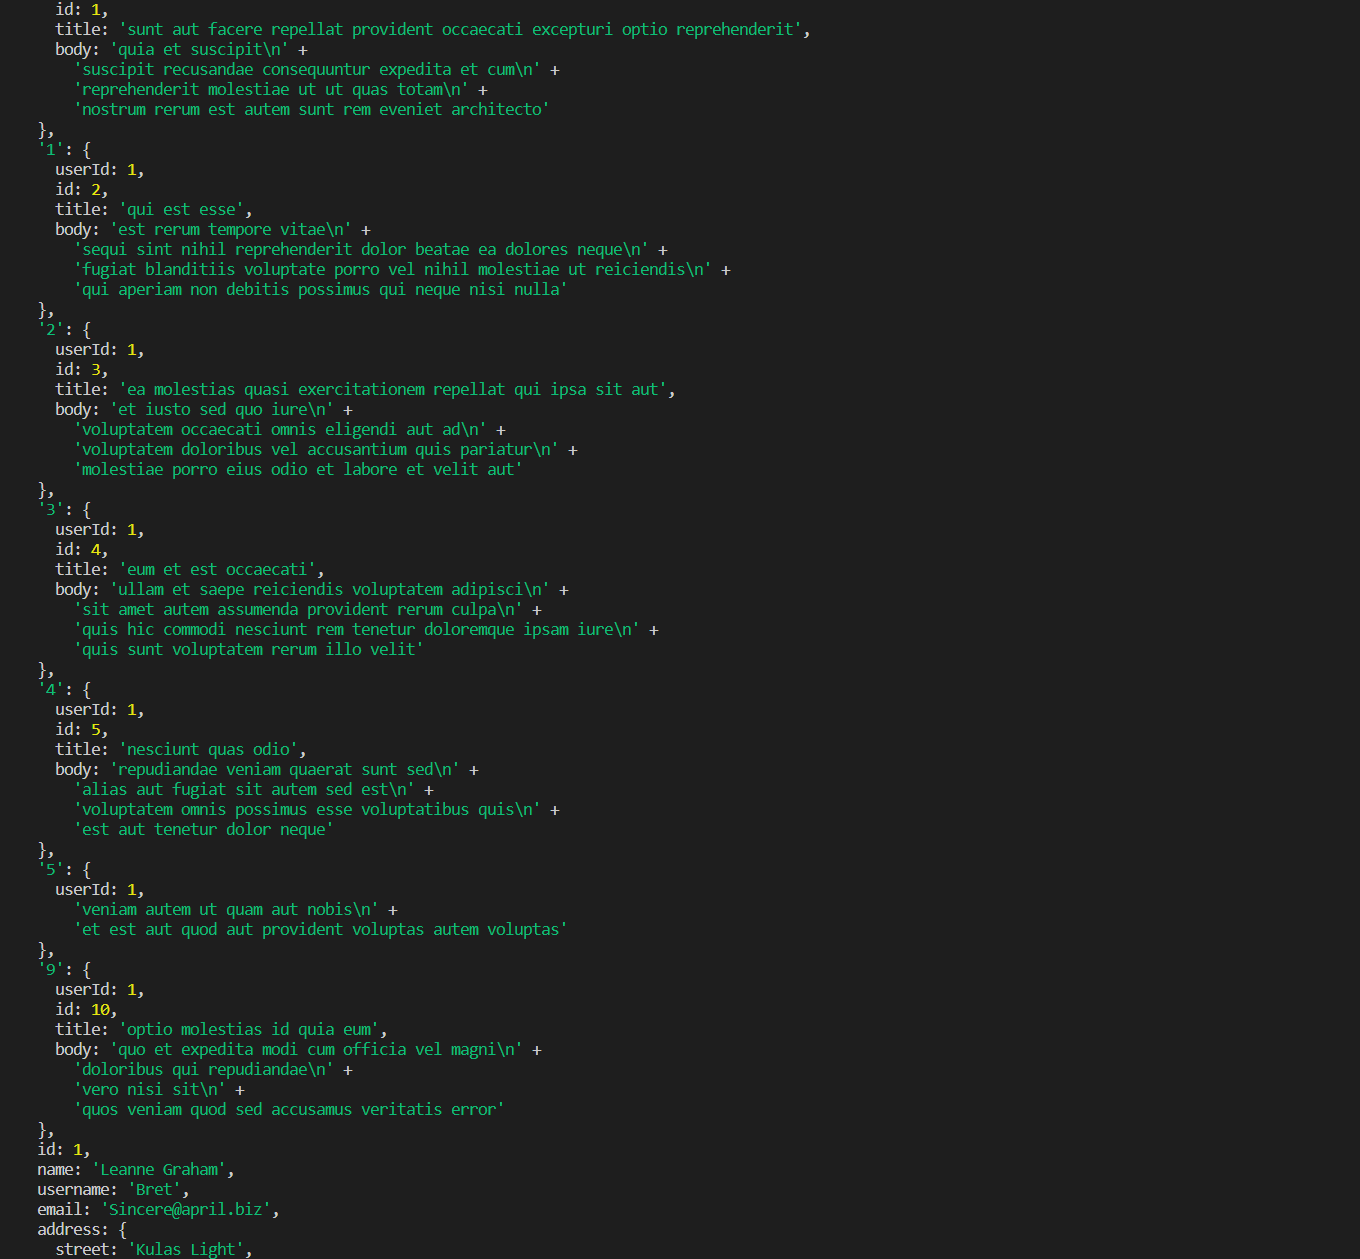 id: 1,
title: 'sunt aut facere repellat provident occaecati excepturi optio reprehenderit',
body: 'quia et suscipit\n' +
'suscipit recusandae consequuntur expedita et cum\n' +
'reprehenderit molestiae ut ut quas totam\n' +
'nostrum rerum est autem sunt rem eveniet architecto'
},
'1': {
userId: 1,
id: 2,
title: 'qui est esse',
body: 'est rerum tempore vitae\n' +
'sequi sint nihil reprehenderit dolor beatae ea dolores neque\n' +
'fugiat blanditiis voluptate porro vel nihil molestiae ut reiciendis\n' +
'qui aperiam non debitis possimus qui neque nisi nulla'
},
'2': {
userId: 1,
id: 3,
title: 'ea molestias quasi exercitationem repellat qui ipsa sit aut',
body: 'et iusto sed quo iure\n' +
'voluptatem occaecati omnis eligendi aut ad\n' +
'voluptatem doloribus vel accusantium quis pariatur\n' +
'molestiae porro eius odio et labore et velit aut'
},
'3': {
userId: 1,
id: 4,
title: 'eum et est occaecati',
body: 'ullam et saepe reiciendis voluptatem adipisci\n' +
'sit amet autem assumenda provident rerum culpa\n' +
'quis hic commodi nesciunt rem tenetur doloremque ipsam iure\n' +
'quis sunt voluptatem rerum illo velit'
},
'4': {
userId: 1,
id: 5,
title: 'nesciunt quas odio',
body: 'repudiandae veniam quaerat sunt sed\n' +
'alias aut fugiat sit autem sed est\n' +
'voluptatem omnis possimus esse voluptatibus quis\n' +
'est aut tenetur dolor neque'
},
'5': {
userId: 1,
'veniam autem ut quam aut nobis\n' +
'et est aut quod aut provident voluptas autem voluptas'
},
'9': {
userId: 1,
id: 10,
title: 'optio molestias id quia eum',
body: 'quo et expedita modi cum officia vel magni\n' +
'doloribus qui repudiandae\n' +
'vero nisi sit\n' +
'quos veniam quod sed accusamus veritatis error'
},
id: 1,
name: 'Leanne Graham',
username: 'Bret',
email: 'Sincere@april.biz',
address: {
street: 'Kulas Light',